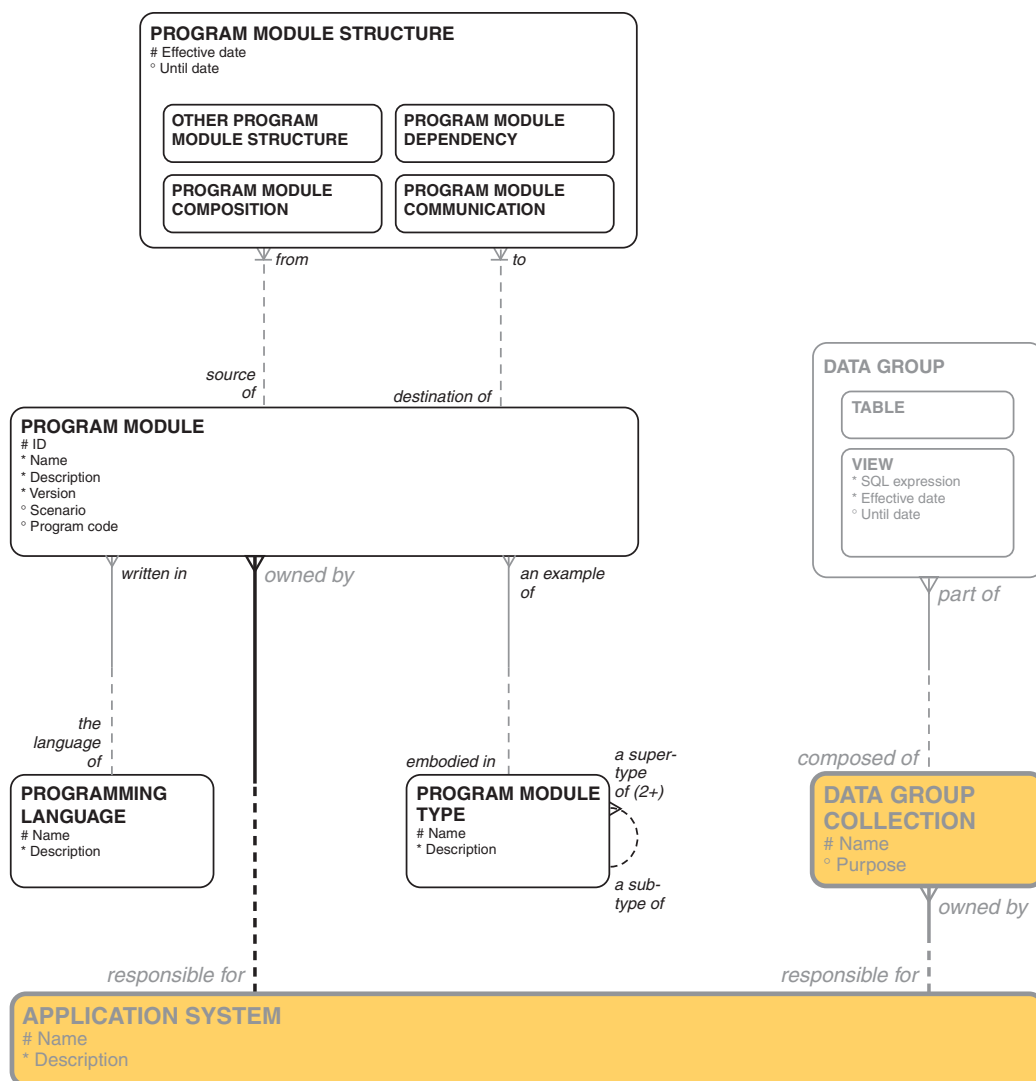 PROGRAM MODULE STRUCTURE
# Effective date
° Until date
OTHER PROGRAM
MODULE STRUCTURE
PROGRAM MODULE
DEPENDENCY
PROGRAM MODULE
COMPOSITION
PROGRAM MODULE
COMMUNICATION
from
to
source
of
destination of
DATA GROUP
TABLE
VIEW
* SQL expression
* Effective date
° Until date
PROGRAM MODULE
# ID
* Name
* Description
* Version
° Scenario
° Program code
written in
owned by
an example
of
part of
the
language
of
embodied in
a super-
type
of (2+)
composed of
PROGRAMMING
LANGUAGE
# Name
* Description
PROGRAM MODULE
TYPE
# Name
* Description
a sub-
type of
DATA GROUP
COLLECTION
# Name
° Purpose
owned by
responsible for
responsible for
APPLICATION SYSTEM
# Name
* Description